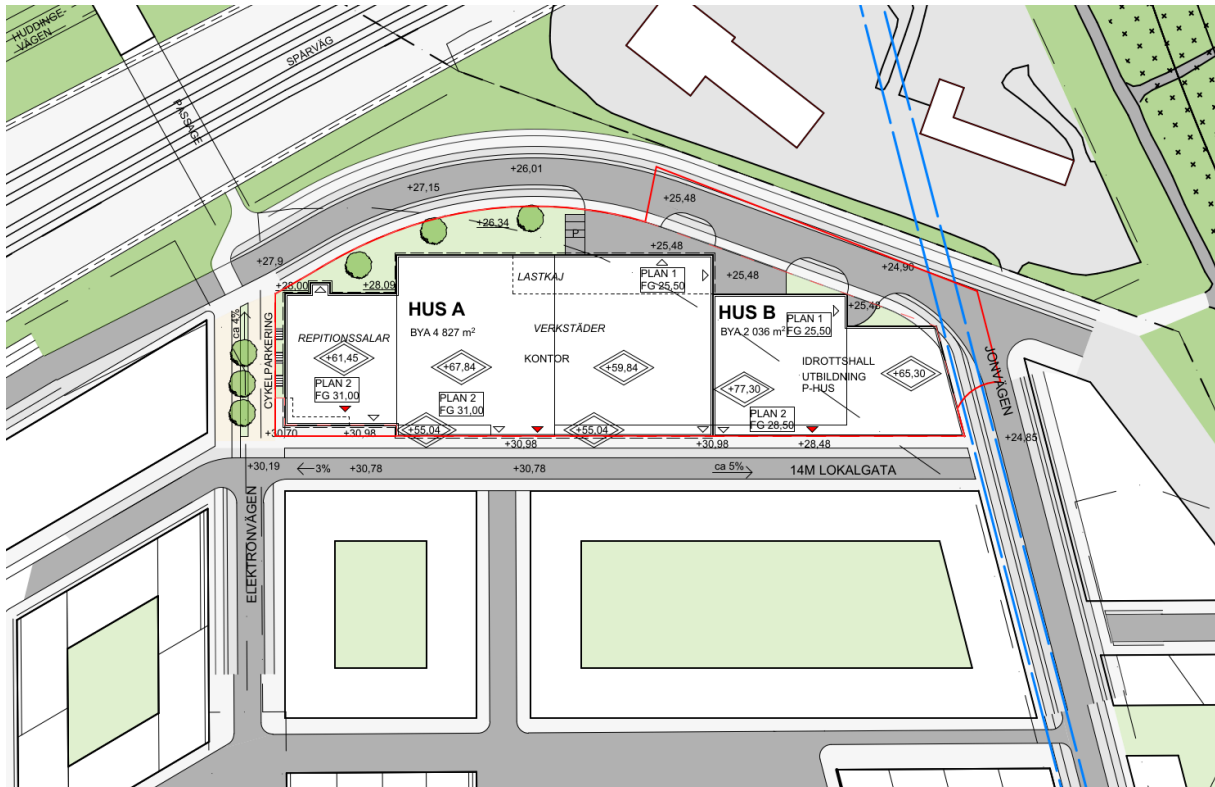 HUDDINGE-
VÄGEN
SPÅRVÄG
PASSAGE
+26,01
+27,15
+25,48
+26,34
P
+27,9
+28,00
+28,09
+25,48
+24,90
+25,48
+25,48
LASTKAJ
PLAN 1
FG 25,50
HUS A
BYA 4 827 m²
HUS B
BYA 2 036 m²
PLAN 1
FG 25,50
ca 4%
CYKELPARKERING
REPITIONSSALAR
VERKSTÄDER
KONTOR
+61,45
+67,84
+59,84
IDROTTSHALL
UTBILDNING
P-HUS
+65,30
+77,30
JONVÄGEN
PLAN 2
FG 31,00
PLAN 2
FG 31,00
PLAN 2
FG 28,50
+55,04
+55,04
+30,70
+30,98
+30,98
+30,98
+28,48
+24,85
+30,19
3%
+30,78
+30,78
ca 5%
14M LOKALGATA
ELEKTRONVÄGEN